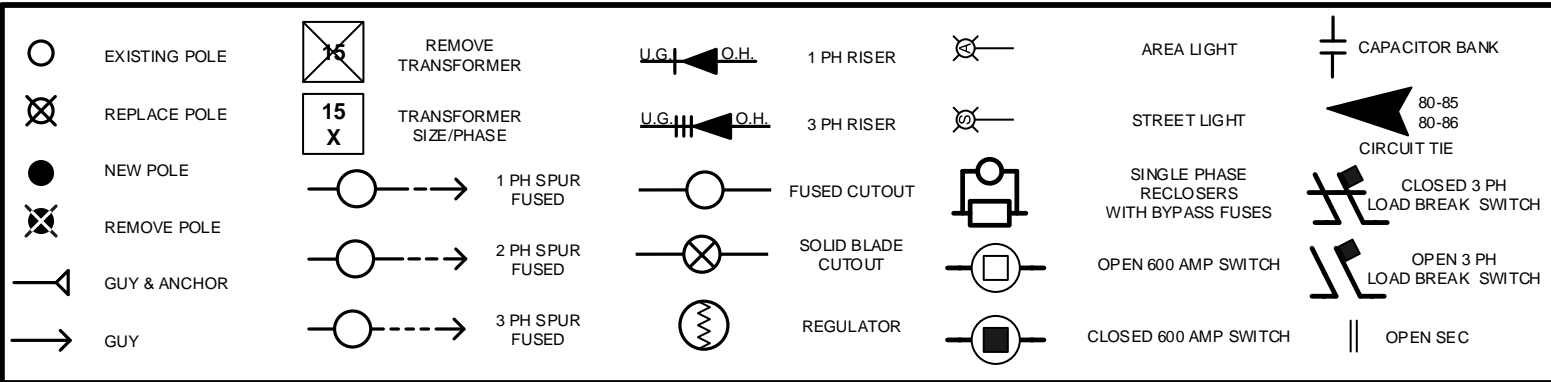 EXISTING POLE
REPLACE POLE
NEW POLE
REMOVE POLE
GUY & ANCHOR
GUY
15
REMOVE
TRANSFORMER
15
X
TRANSFORMER
SIZE/PHASE
1 PH SPUR
FUSED
2 PH SPUR
FUSED
3 PH SPUR
FUSED
U.G. O.H.
1 PH RISER
U.G. O.H.
3 PH RISER
FUSED CUTOUT
SOLID BLADE
CUTOUT
REGULATOR
A
AREA LIGHT
S
STREET LIGHT
SINGLE PHASE
RECLOSERS
WITH BYPASS FUSES
OPEN 600 AMP SWITCH
CLOSED 600 AMP SWITCH
CAPACITOR BANK
80-85
80-86
CIRCUIT TIE
CLOSED 3 PH
LOAD BREAK SWITCH
OPEN 3 PH
LOAD BREAK SWITCH
OPEN SEC